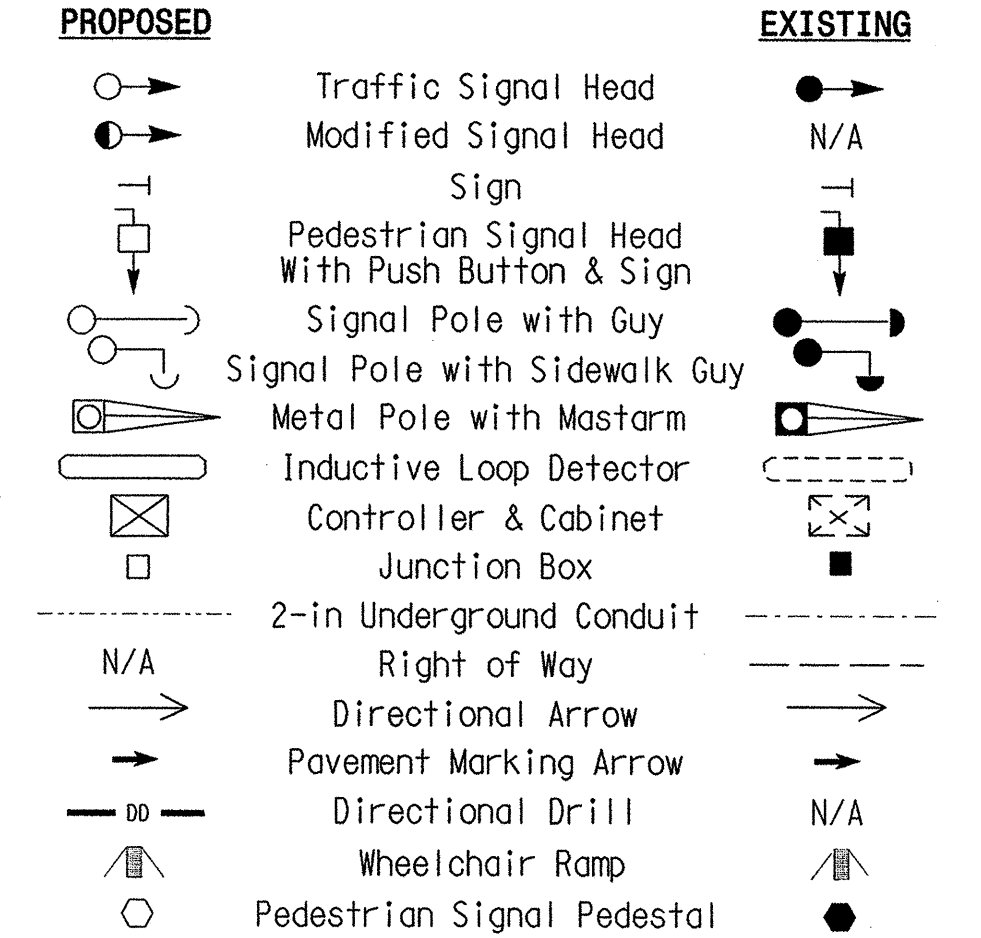 PROPOSED EXISTING
Traffic Signal Head
Modified Signal Head N/A
Sign
Pedestrian Signal Head
With Push Button & Sign
Signal Pole with Guy
Signal Pole with Sidewalk Guy
Metal Pole with Mastarm
Inductive Loop Detector
Controller & Cabinet
Junction Box
2-in Underground Conduit
N/A Right of Way
Directional Arrow
Pavement Marking Arrow
DD Directional Drill N/A
Wheelchair Ramp
Pedestrian Signal Pedestal